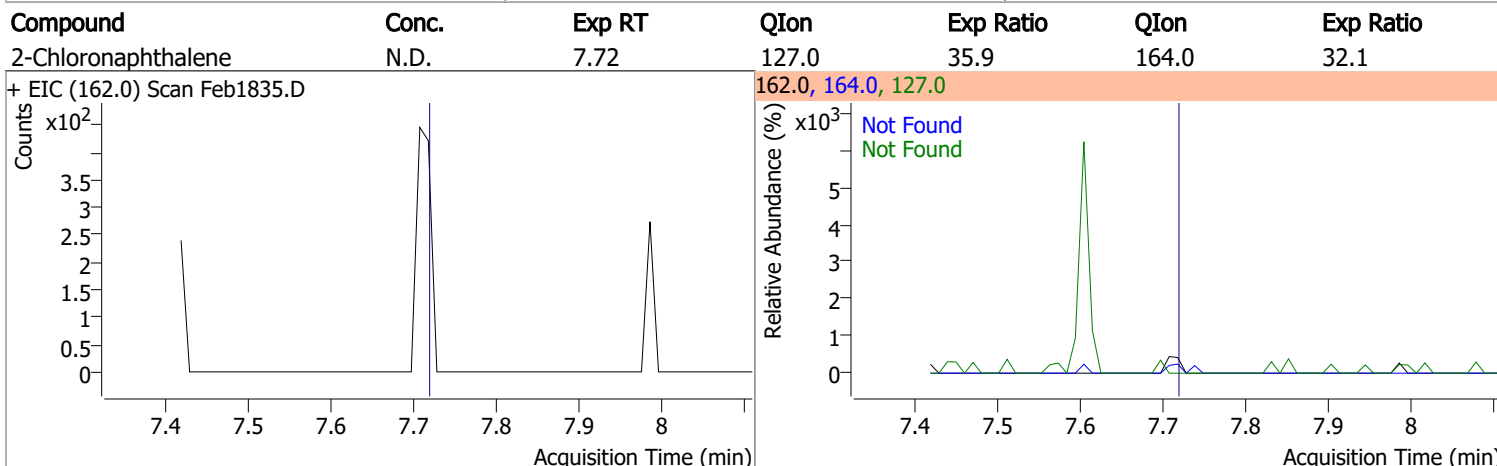 Compound Conc. Exp RT QIon Exp Ratio QIon Exp Ratio
2-Chloronaphthalene N.D. 7.72 127.0 35.9 164.0 32.1
+ EIC (162.0) Scan Feb1835.D
Counts
x10²
3.5
3
2.5
2
1.5
1
0.5
0
7.4 7.5 7.6 7.7 7.8 7.9 8
Acquisition Time (min)
162.0, 164.0, 127.0
Relative Abundance (%)
x10³
Not Found
Not Found
5
4
3
2
1
0
7.4 7.5 7.6 7.7 7.8 7.9 8
Acquisition Time (min)